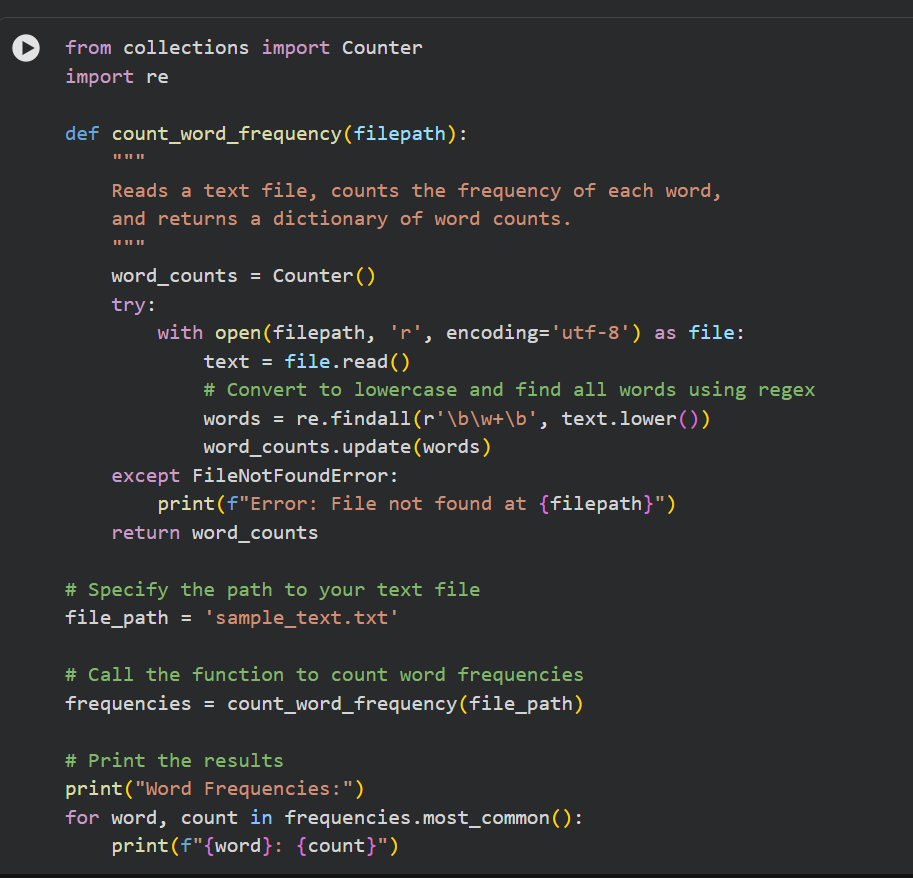 from collections import Counter
import re
def count_word_frequency(filepath):
    """
    Reads a text file, counts the frequency of each word,
    and returns a dictionary of word counts.
    """
    word_counts = Counter()
    try:
        with open(filepath, 'r', encoding='utf-8') as file:
            text = file.read()
            # Convert to lowercase and find all words using regex
            words = re.findall(r'\b\w+\b', text.lower())
            word_counts.update(words)
    except FileNotFoundError:
        print(f"Error: File not found at {filepath}")
    return word_counts
# Specify the path to your text file
file_path = 'sample_text.txt'
# Call the function to count word frequencies
frequencies = count_word_frequency(file_path)
# Print the results
print("Word Frequencies:")
for word, count in frequencies.most_common():
    print(f"{word}: {count}")